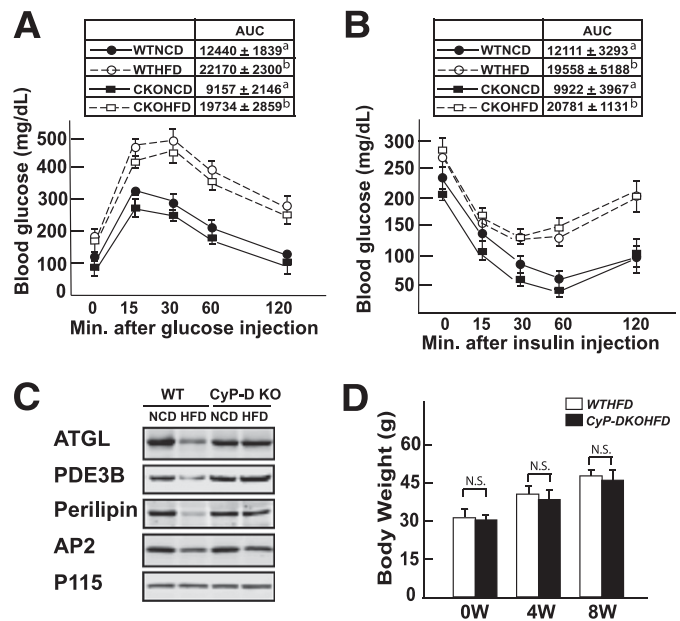 A
AUC
WTNCD 12440 ± 1839a
WTHFD 22170 ± 2300b
CKONCD 9157 ± 2146a
CKOHFD 19734 ± 2859b
Blood glucose (mg/dL)
500
400
300
200
100
0
0 15 30 60 120
Min. after glucose injection
B
AUC
WTNCD 12111 ± 3293a
WTHFD 19558 ± 5188b
CKONCD 9922 ± 3967a
CKOHFD 20781 ± 1131b
Blood glucose (mg/dL)
300
250
200
150
100
50
0 15 30 60 120
Min. after insulin injection
C
WT CyP-D KO
NCD HFD NCD HFD
ATGL
PDE3B
Perilipin
AP2
P115
D
WTHFD
CyP-DKOHFD
Body Weight (g)
60
45
30
15
0
N.S. N.S. N.S.
0W 4W 8W